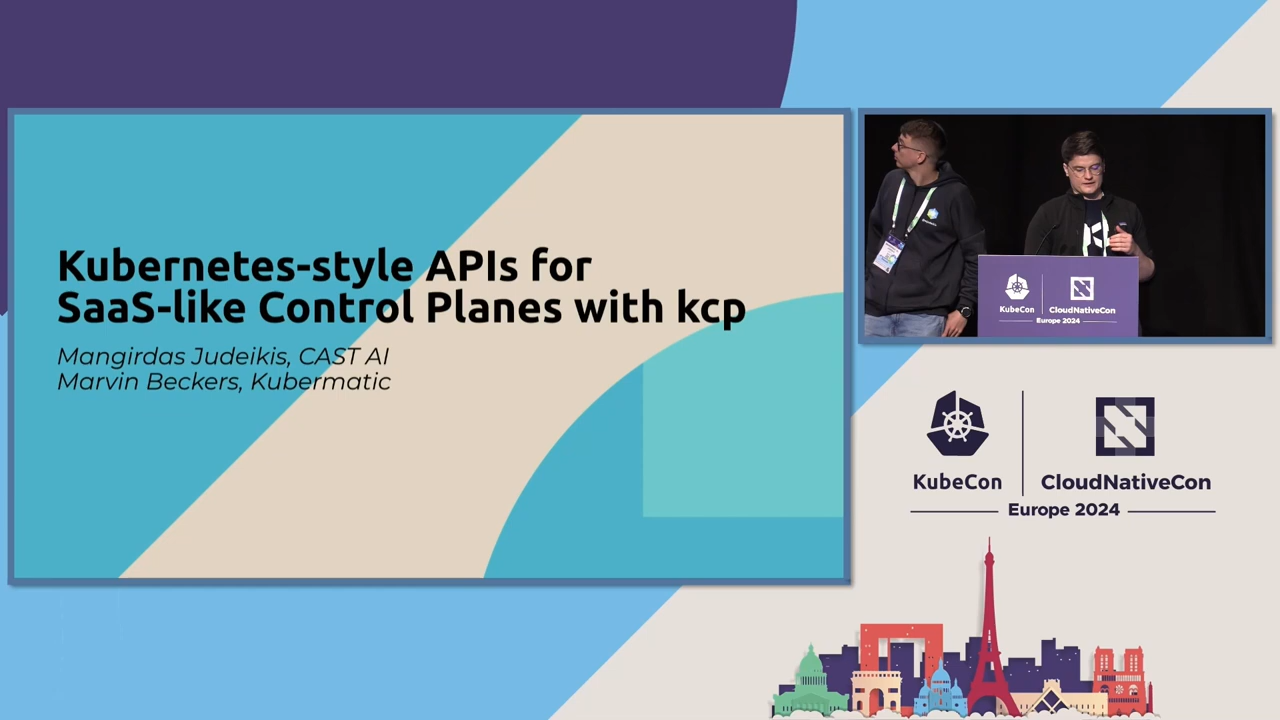 Kubernetes-style APIs for
SaaS-like Control Planes with kcp
Mangirdas Judeikis, CAST AI
Marvin Beckers, Kubermatic
KubeCon
CloudNativeCon
Europe 2024
KubeCon
CloudNativeCon
Europe 2024